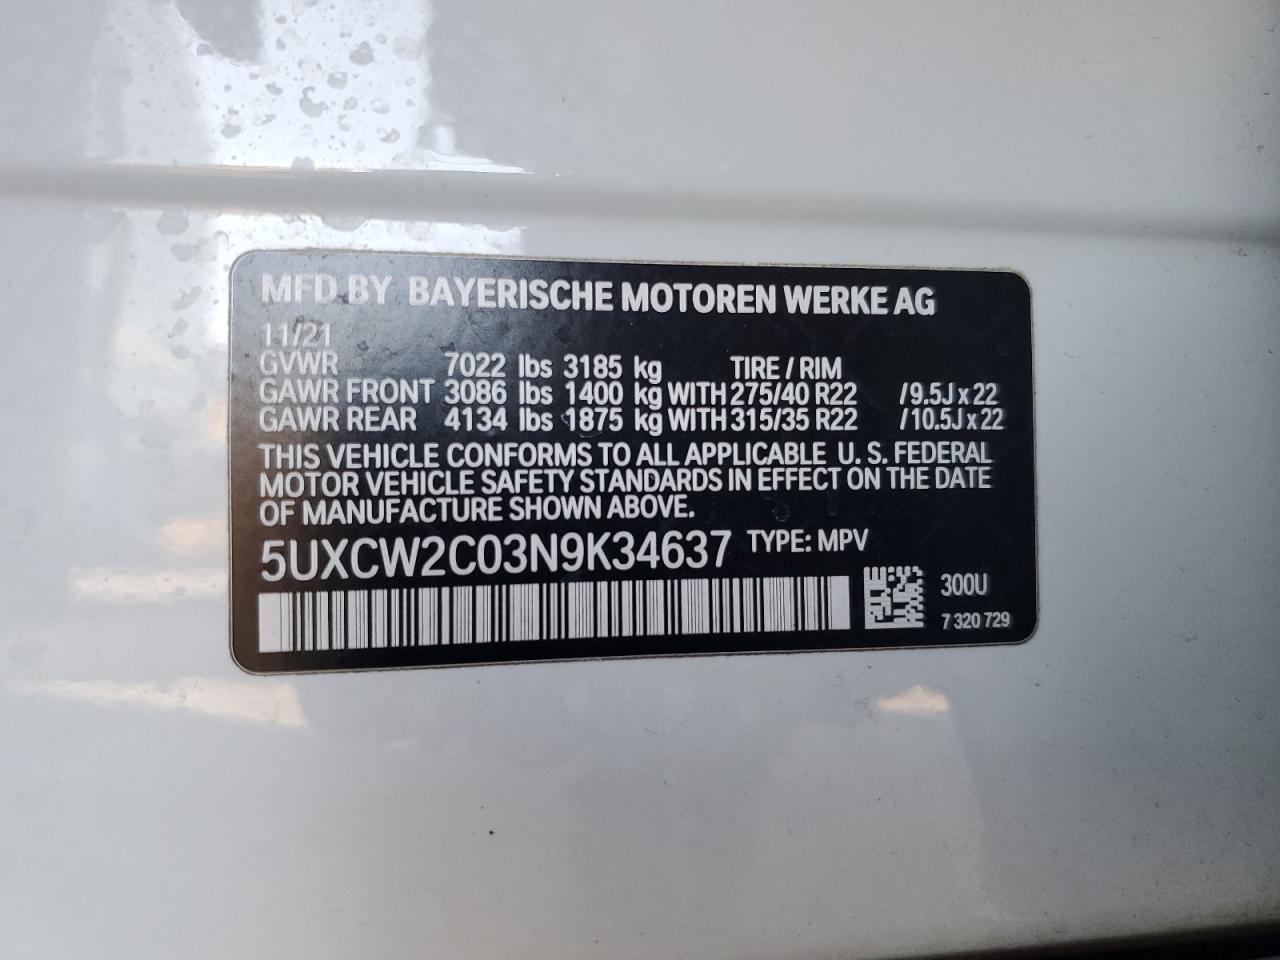 MFD BY BAYERISCHE MOTOREN WERKE AG
11/21
GVWR 7022 lbs 3185 kg TIRE / RIM
GAWR FRONT 3086 lbs 1400 kg WITH 275/40 R22 /9.5J x 22
GAWR REAR 4134 lbs 1875 kg WITH 315/35 R22 /10.5J x 22
THIS VEHICLE CONFORMS TO ALL APPLICABLE U. S. FEDERAL
MOTOR VEHICLE SAFETY STANDARDS IN EFFECT ON THE DATE
OF MANUFACTURE SHOWN ABOVE.
5UXCW2C03N9K34637 TYPE: MPV
300U
7 320 729